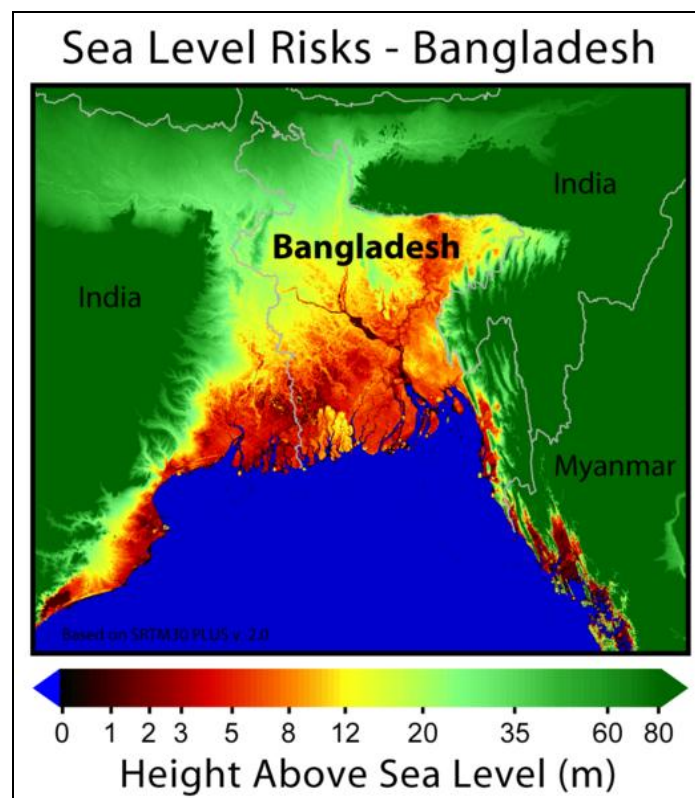 Sea Level Risks - Bangladesh
India
Bangladesh
India
Myanmar
Based on SRTM30 PLUS v. 2.0
0 1 2 3 5 8 12 20 35 60 80
Height Above Sea Level (m)